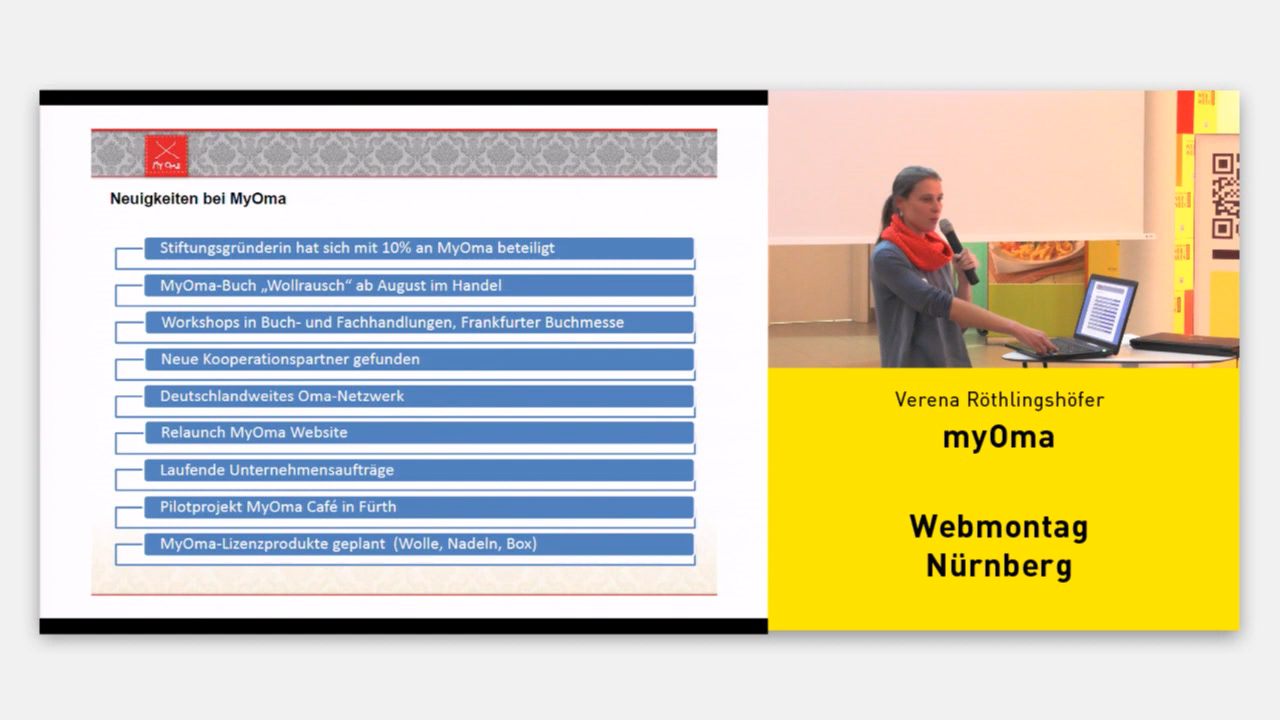 My Oma
Neuigkeiten bei MyOma
Stiftungsgründerin hat sich mit 10% an MyOma beteiligt
MyOma-Buch „Wollrausch“ ab August im Handel
Workshops in Buch- und Fachhandlungen, Frankfurter Buchmesse
Neue Kooperationspartner gefunden
Deutschlandweites Oma-Netzwerk
Relaunch MyOma Website
Laufende Unternehmensaufträge
Pilotprojekt MyOma Café in Fürth
MyOma-Lizenzprodukte geplant (Wolle, Nadeln, Box)
Verena Röthlingshöfer
myOma
Webmontag
Nürnberg